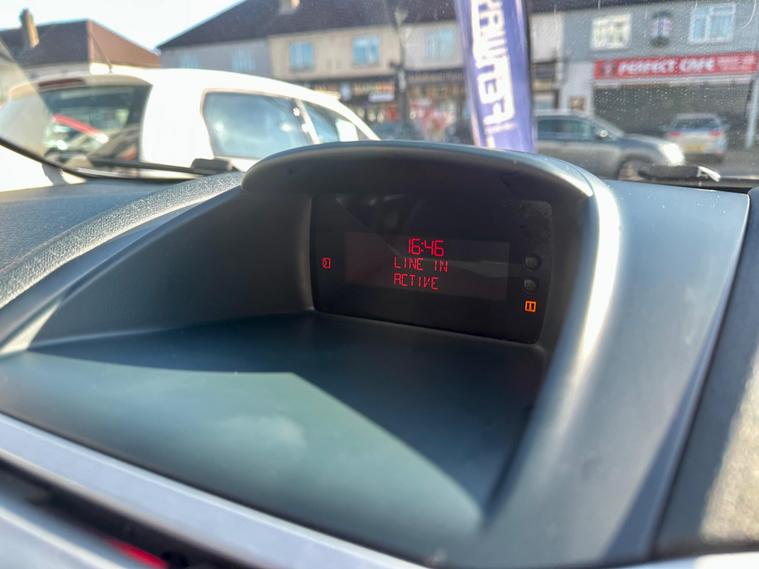 PERFECT CAFE
16:46
LINE IN
ACTIVE